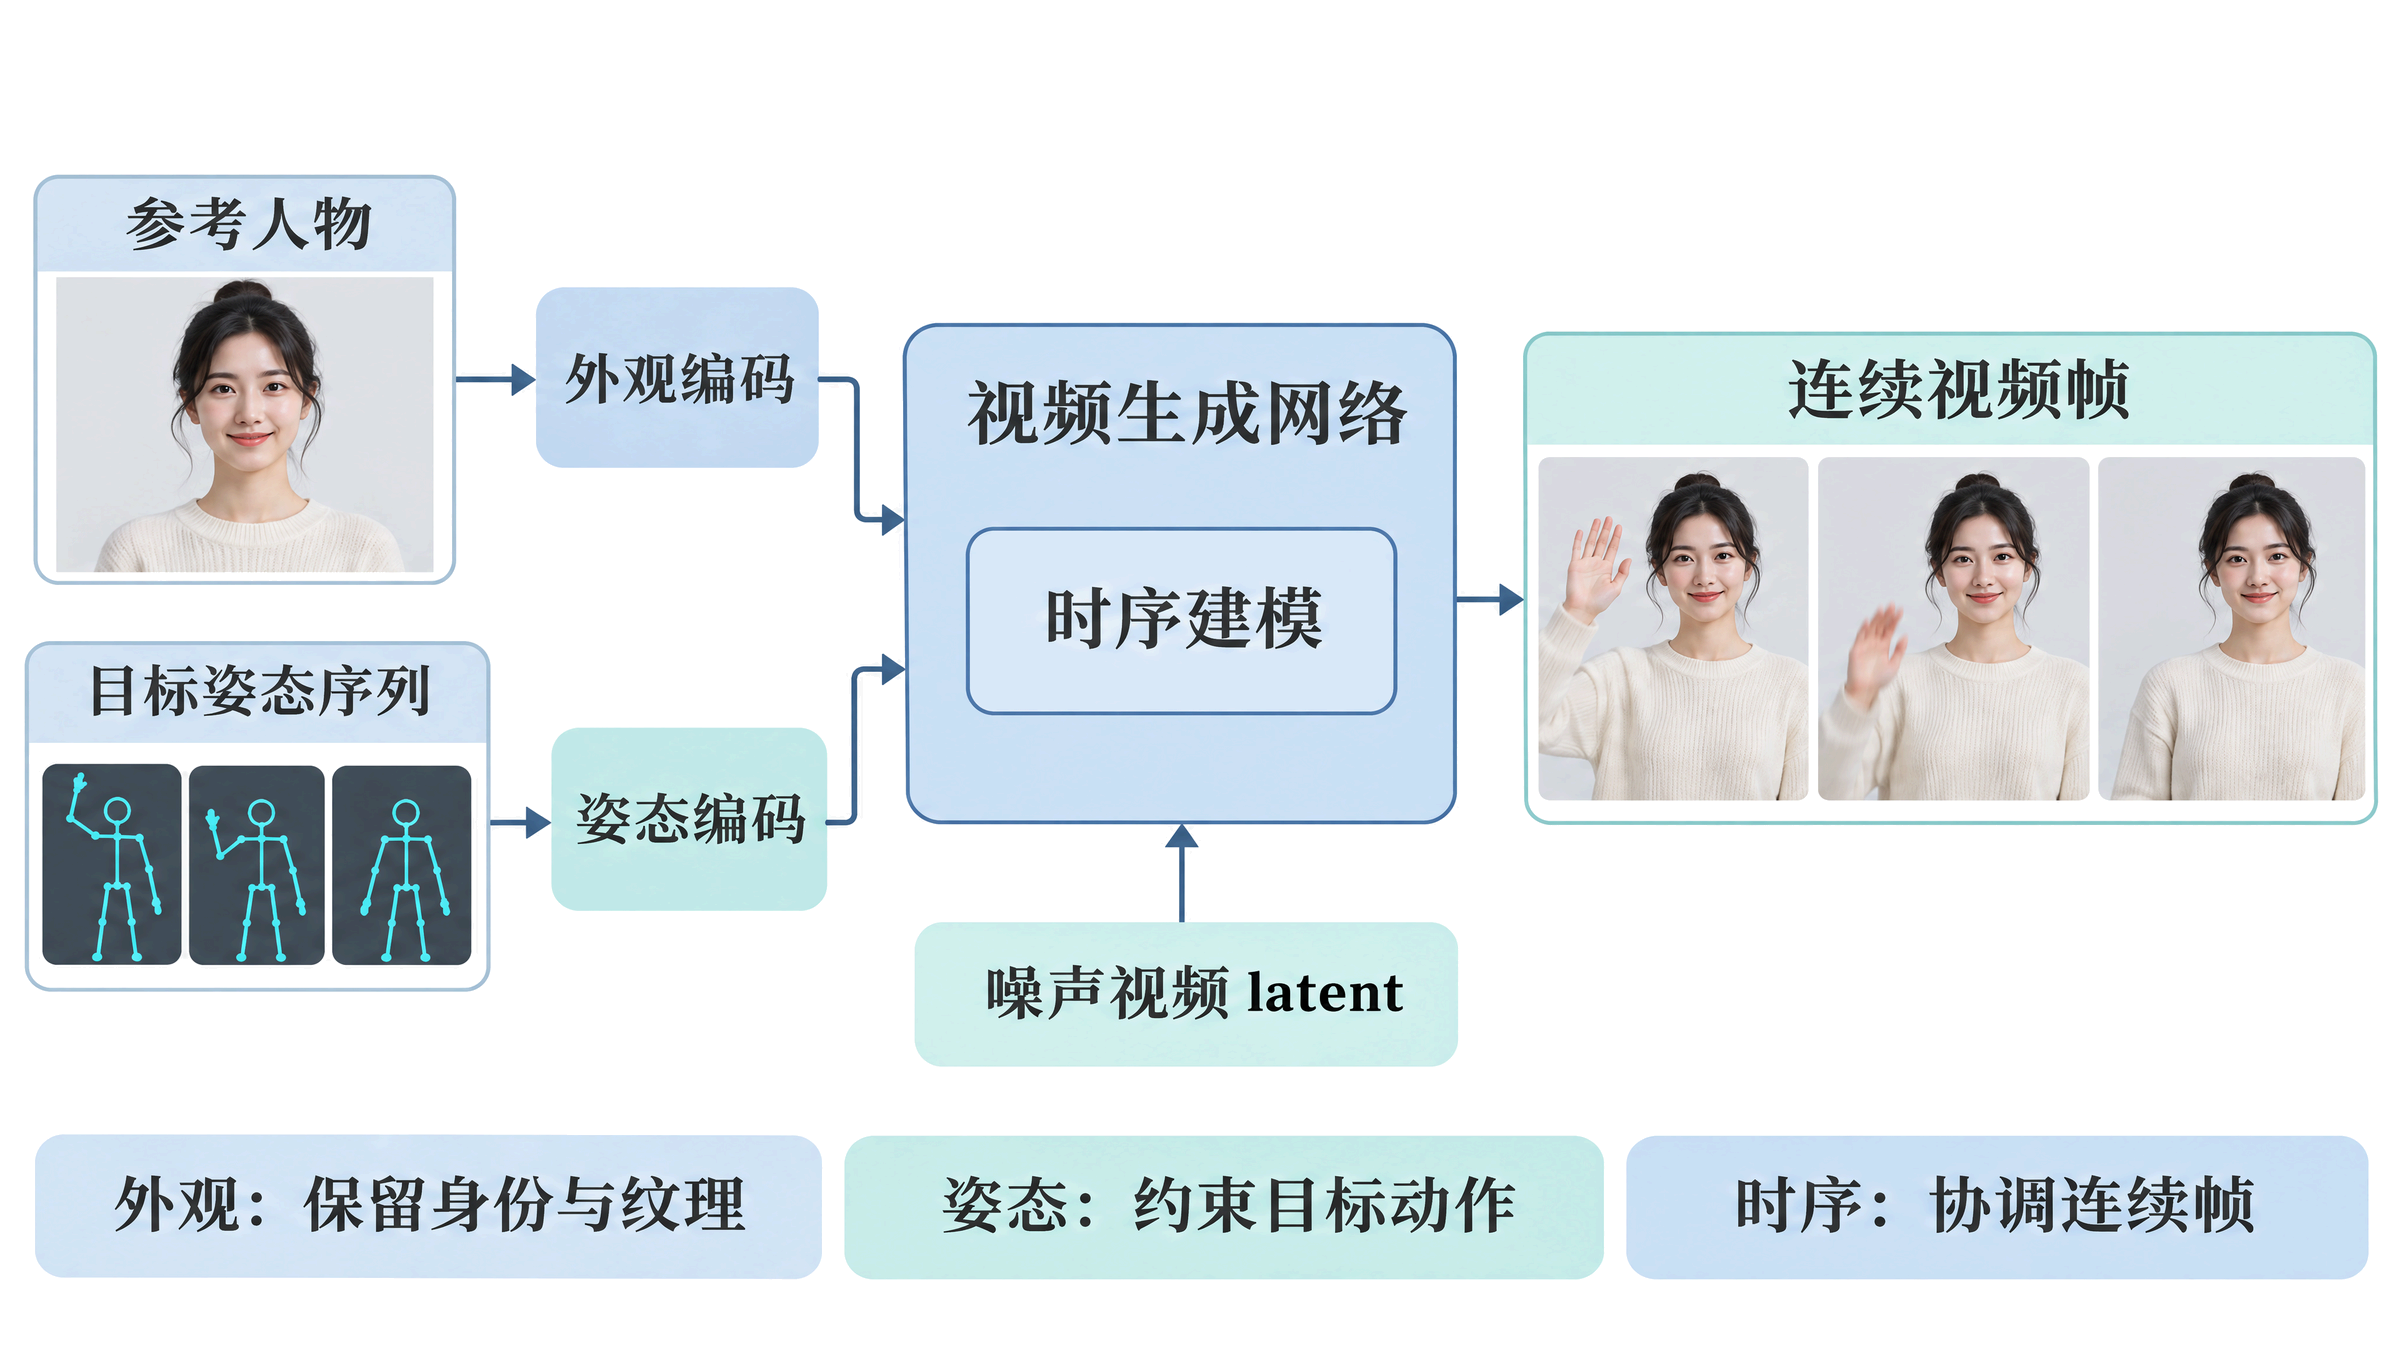 参考人物
外观编码
视频生成网络
时序建模
连续视频帧
目标姿态序列
姿态编码
噪声视频 latent
外观：保留身份与纹理
姿态：约束目标动作
时序：协调连续帧